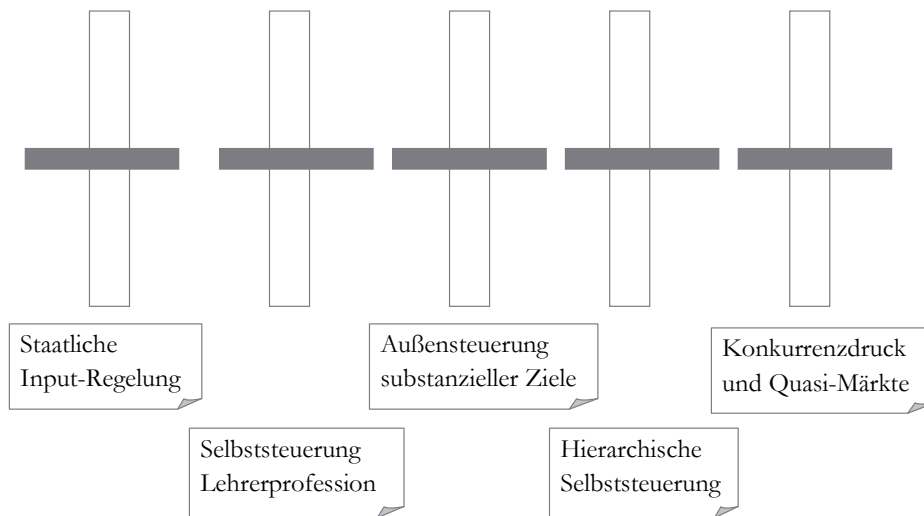 Staatliche
Input-Regelung
Selbststeuerung
Lehrerprofession
Außensteuerung
substanzieller Ziele
Hierarchische
Selbststeuerung
Konkurrenzdruck
und Quasi-Märkte